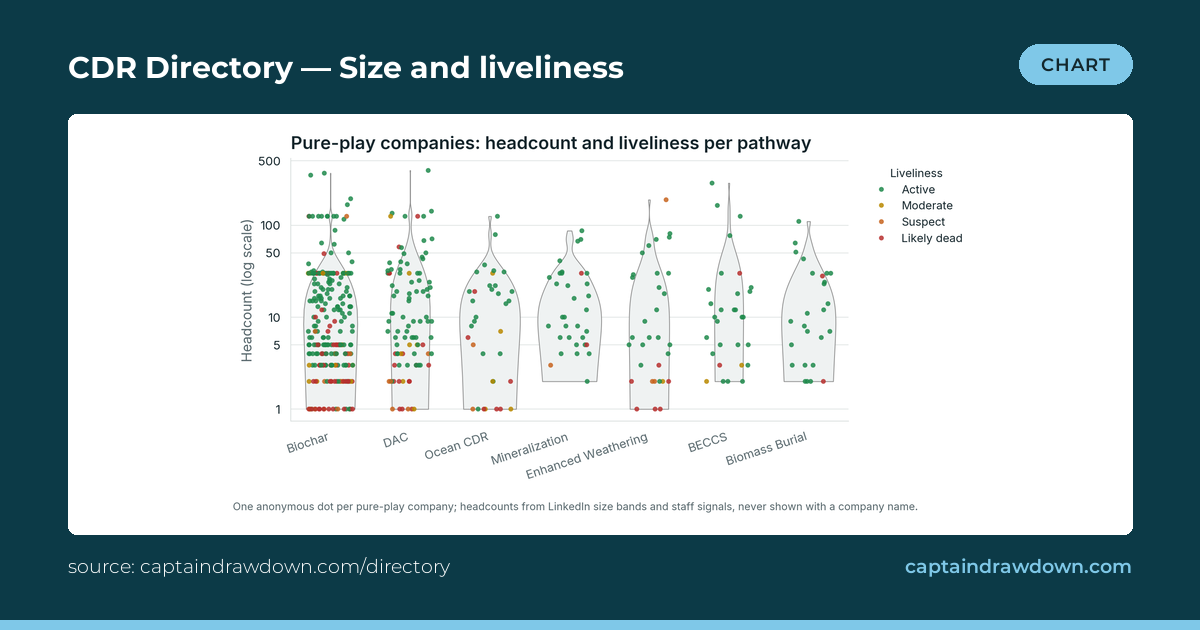 CDR Directory — Size and liveliness
CHART
Pure-play companies: headcount and liveliness per pathway
500
100
50
10
5
1
Headcount (log scale)
Biochar
DAC
Ocean CDR
Mineralization
Enhanced Weathering
BECCS
Biomass Burial
Liveliness
Active
Moderate
Suspect
Likely dead
One anonymous dot per pure-play company; headcounts from LinkedIn size bands and staff signals, never shown with a company name.
source: captaindrawdown.com/directory
captaindrawdown.com